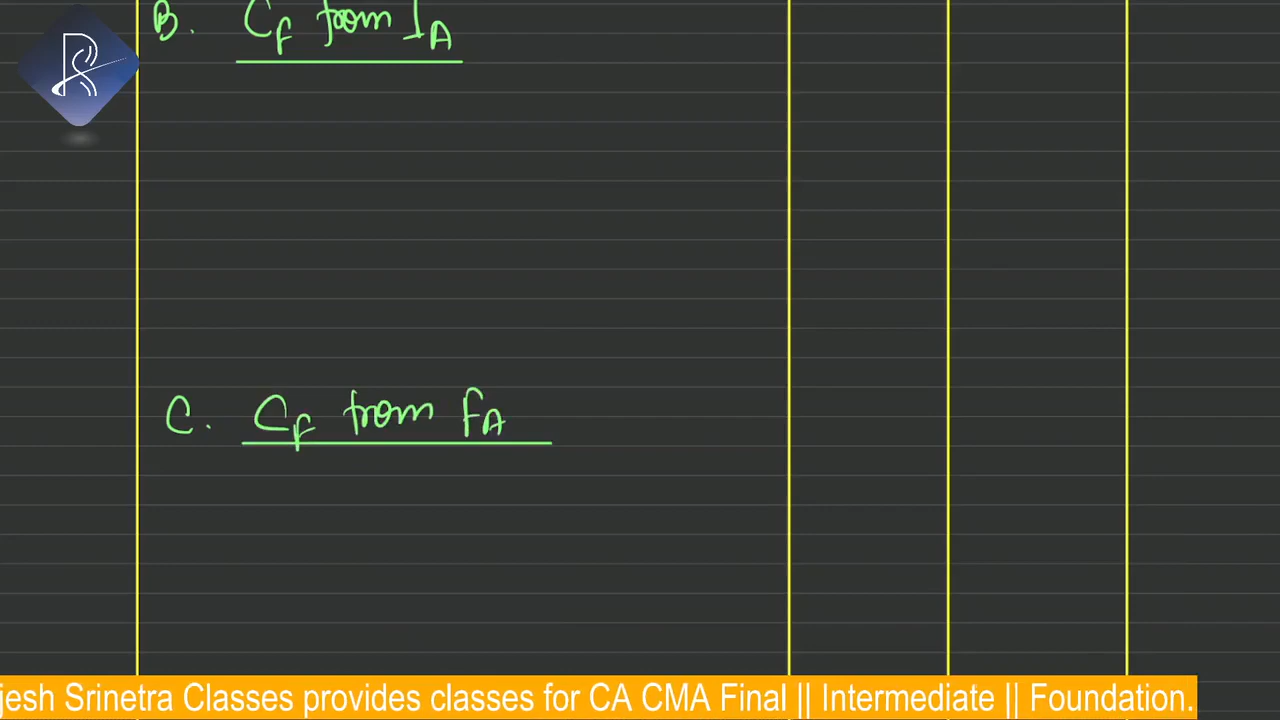 B. CF from IA
C. CF from FA
jesh Srinetra Classes provides classes for CA CMA Final || Intermediate || Foundation.